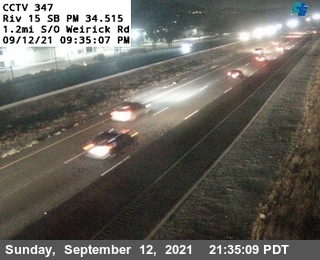 CCTV 347
Riv 15 SB PM 34.515
1.2mi S/O Weirick Rd
09/12/21 09:35:07 PM
Sunday, September 12, 2021 21:35:09 PDT